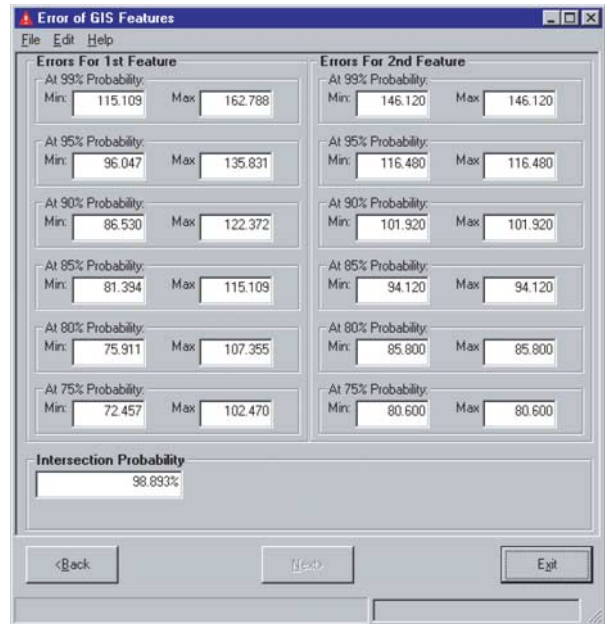 Error of GIS Features
File Edit Help
Errors For 1st Feature
At 99% Probability:
Min: 115.109 Max 162.788
At 95% Probability:
Min: 96.047 Max 135.831
At 90% Probability:
Min: 86.530 Max 122.372
At 85% Probability:
Min: 81.394 Max 115.109
At 80% Probability:
Min: 75.911 Max 107.355
At 75% Probability:
Min: 72.457 Max 102.470
Errors For 2nd Feature
At 99% Probability:
Min: 146.120 Max 146.120
At 95% Probability:
Min: 116.480 Max 116.480
At 90% Probability:
Min: 101.920 Max 101.920
At 85% Probability:
Min: 94.120 Max 94.120
At 80% Probability:
Min: 85.800 Max 85.800
At 75% Probability:
Min: 80.600 Max 80.600
Intersection Probability
98.893%
<Back Next> Exit